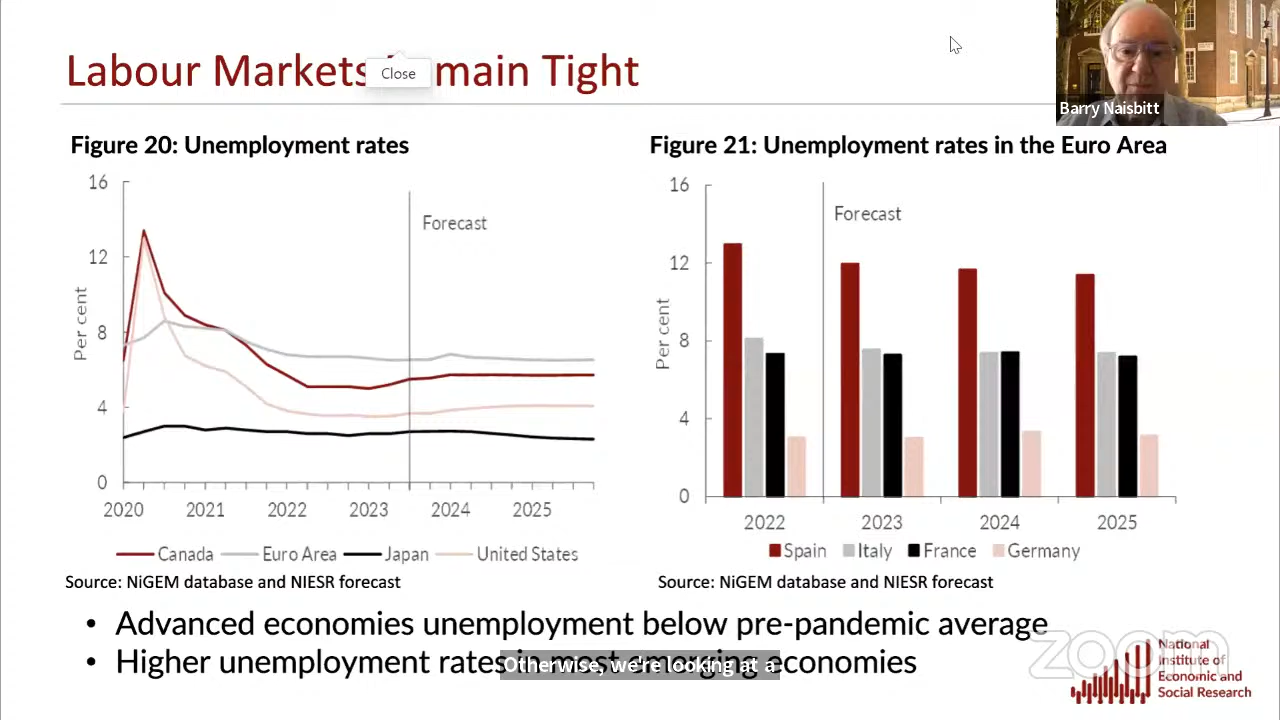 Labour Markets main Tight
Close
Barry Naisbitt
Figure 20: Unemployment rates
16
12
8
4
0
Per cent
Forecast
2020 2021 2022 2023 2024 2025
Canada Euro Area Japan United States
Source: NiGEM database and NIESR forecast
Figure 21: Unemployment rates in the Euro Area
16
12
8
4
0
Per cent
Forecast
2022 2023 2024 2025
Spain Italy France Germany
Source: NiGEM database and NIESR forecast
• Advanced economies unemployment below pre-pandemic average
• Higher unemployment rates in most emerging economies
Otherwise, we're looking at a
zoom
National
Institute of
Economic and
Social Research